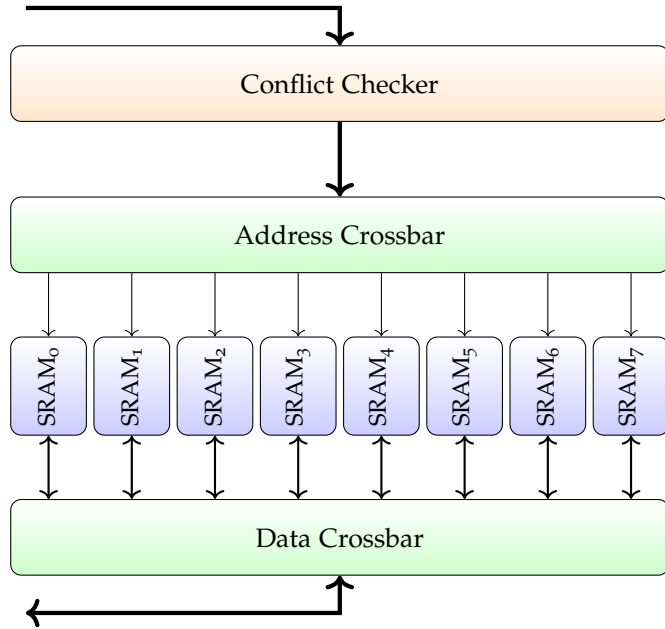 Conflict Checker
Address Crossbar
SRAM₀
SRAM₁
SRAM₂
SRAM₃
SRAM₄
SRAM₅
SRAM₆
SRAM₇
Data Crossbar